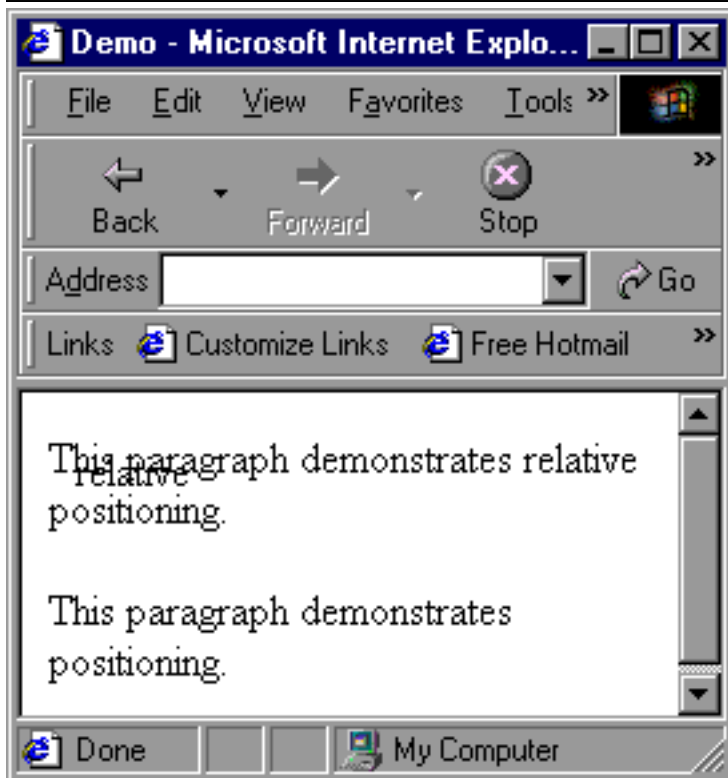 Demo - Microsoft Internet Explo...
File Edit View Favorites Tools »
Back Forward Stop »
Address Go
Links Customize Links Free Hotmail »
This paragraph demonstrates relative
relative
positioning.
This paragraph demonstrates
positioning.
Done My Computer